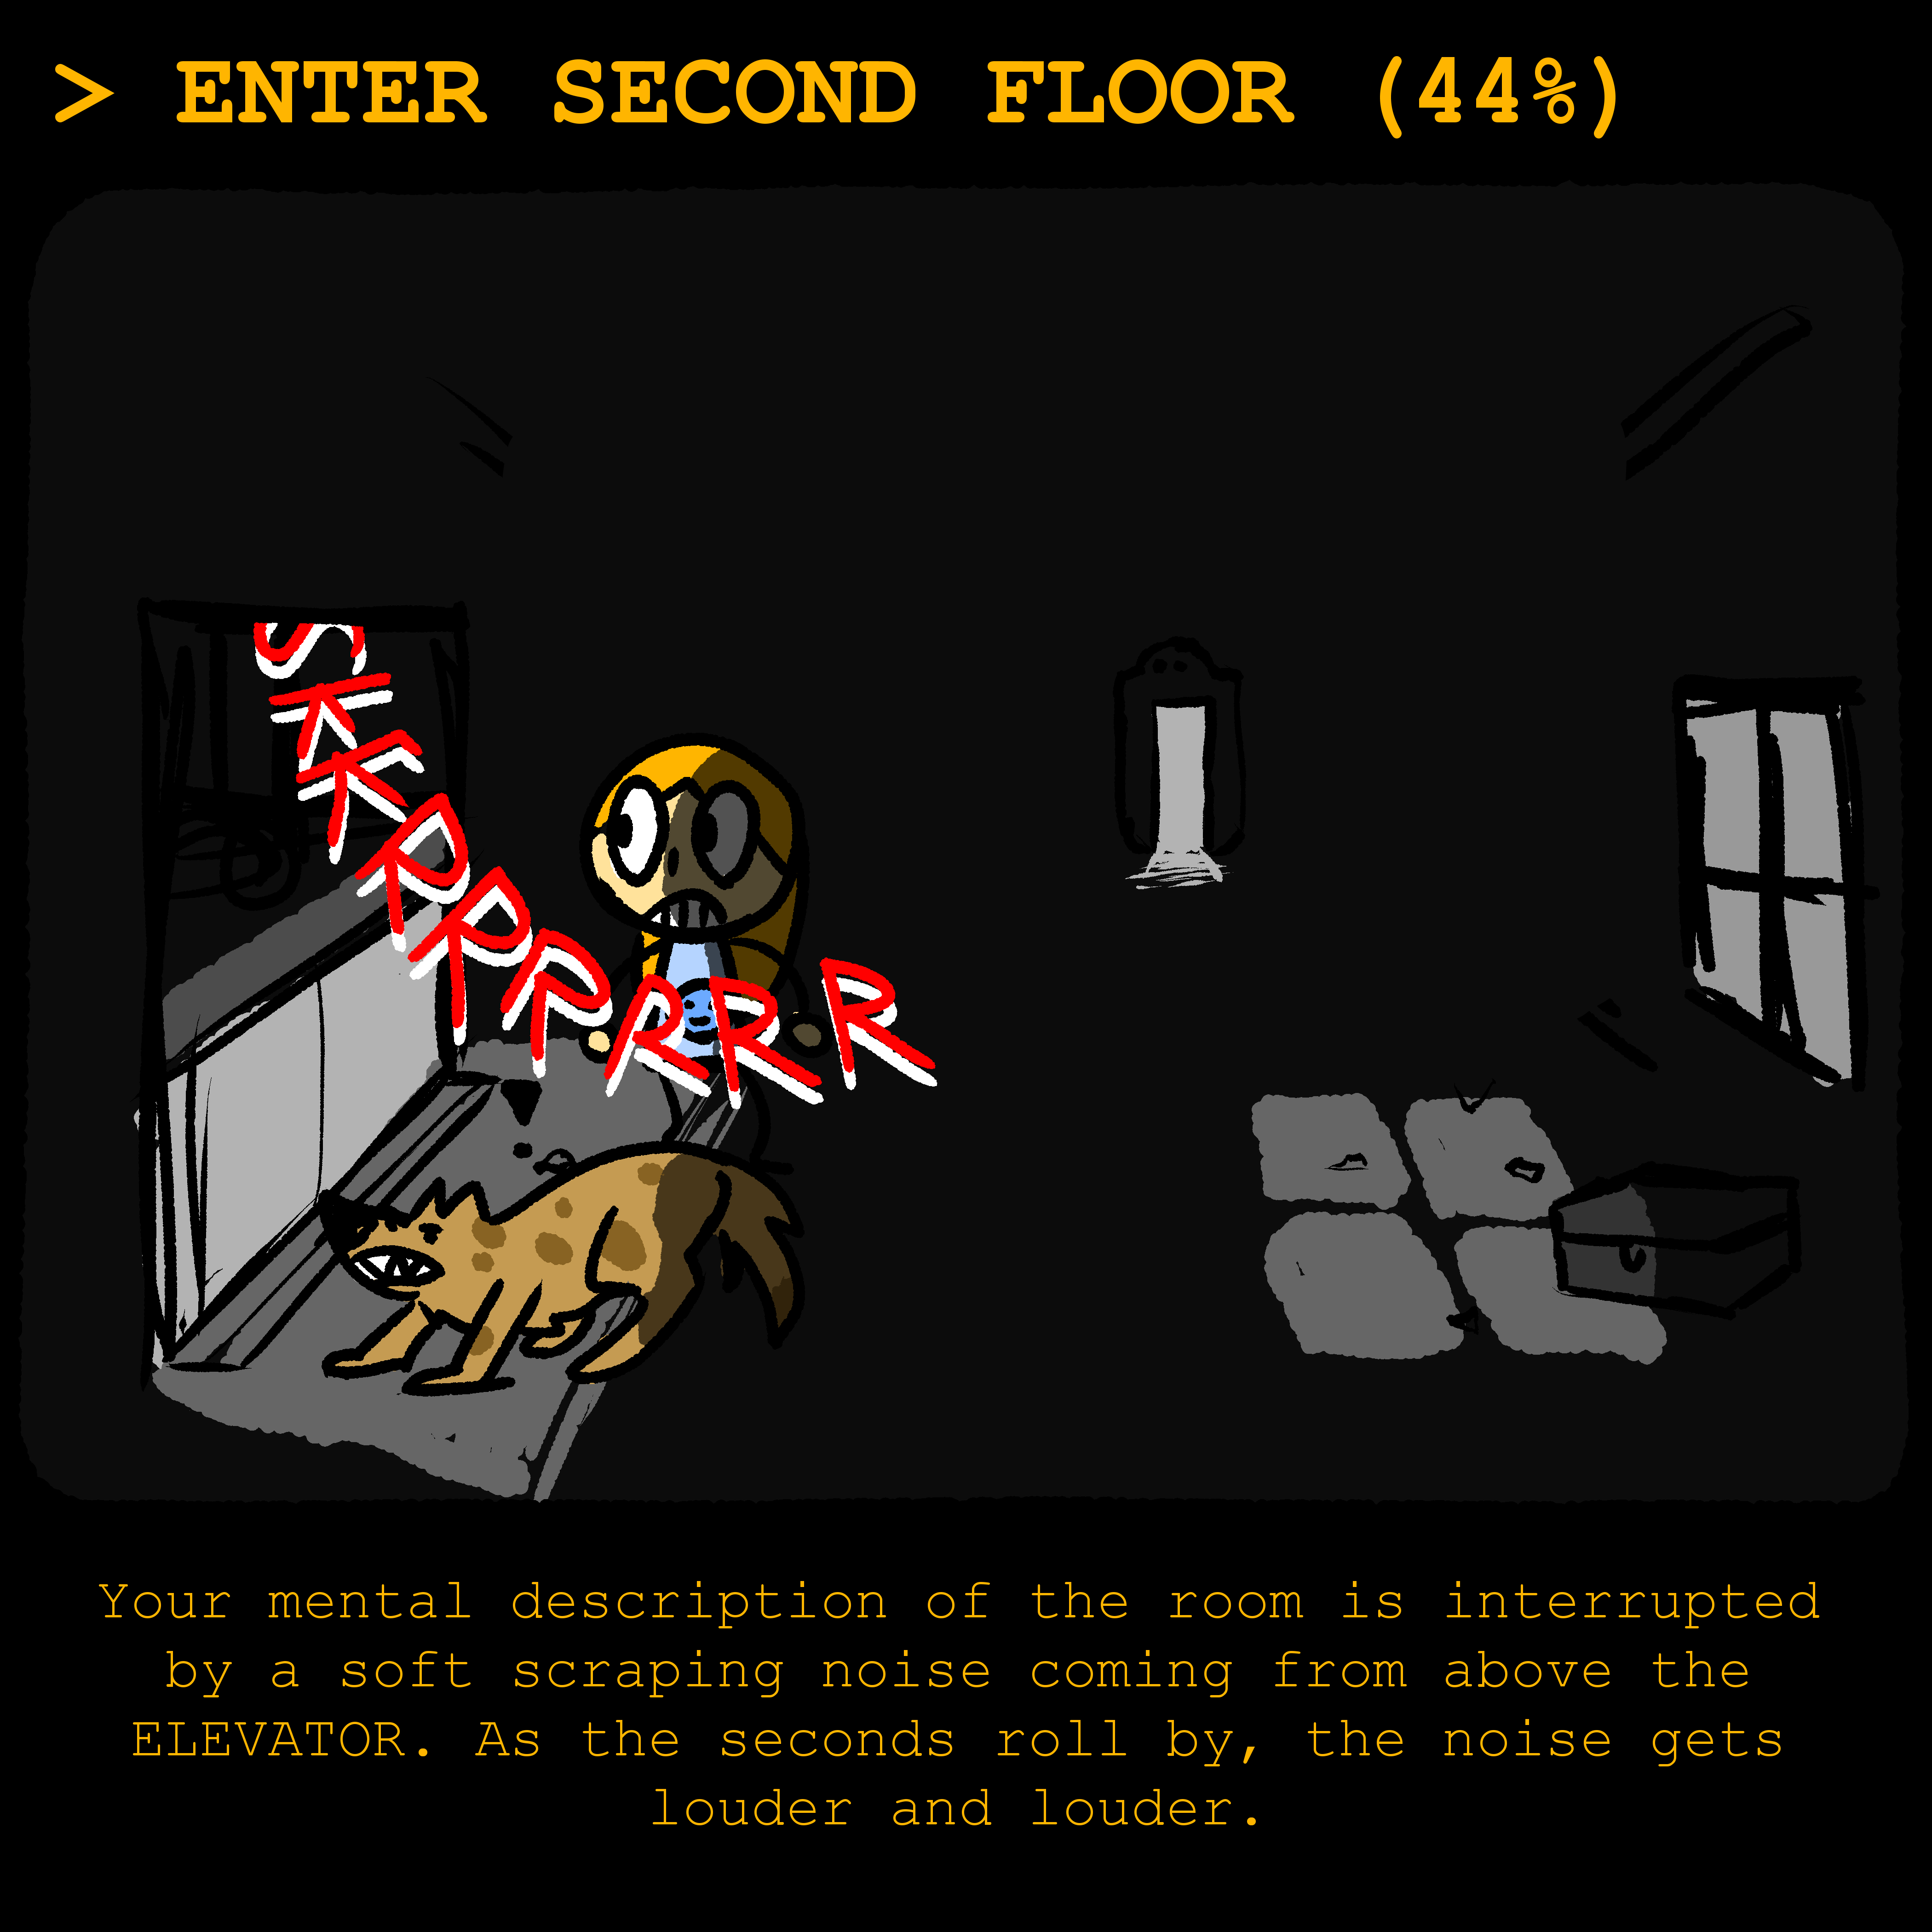 > ENTER SECOND FLOOR (44%)
SKKRRRRRR
Your mental description of the room is interrupted
by a soft scraping noise coming from above the
ELEVATOR. As the seconds roll by, the noise gets
louder and louder.